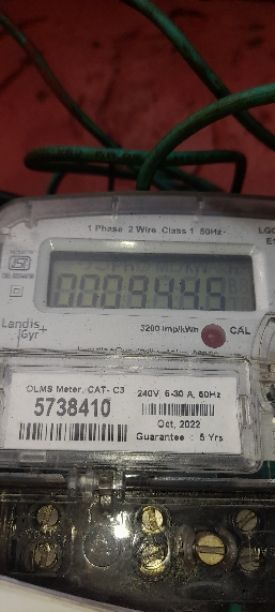 1 Phase 2 Wire Class 1 50Hz
0009445
Landis+
Gyr
3200 imp/kWh CAL
OLMS Meter, CAT- C3 240V, 5-30 A, 50Hz
5738410
Oct, 2022
Guarantee : 5 Yrs